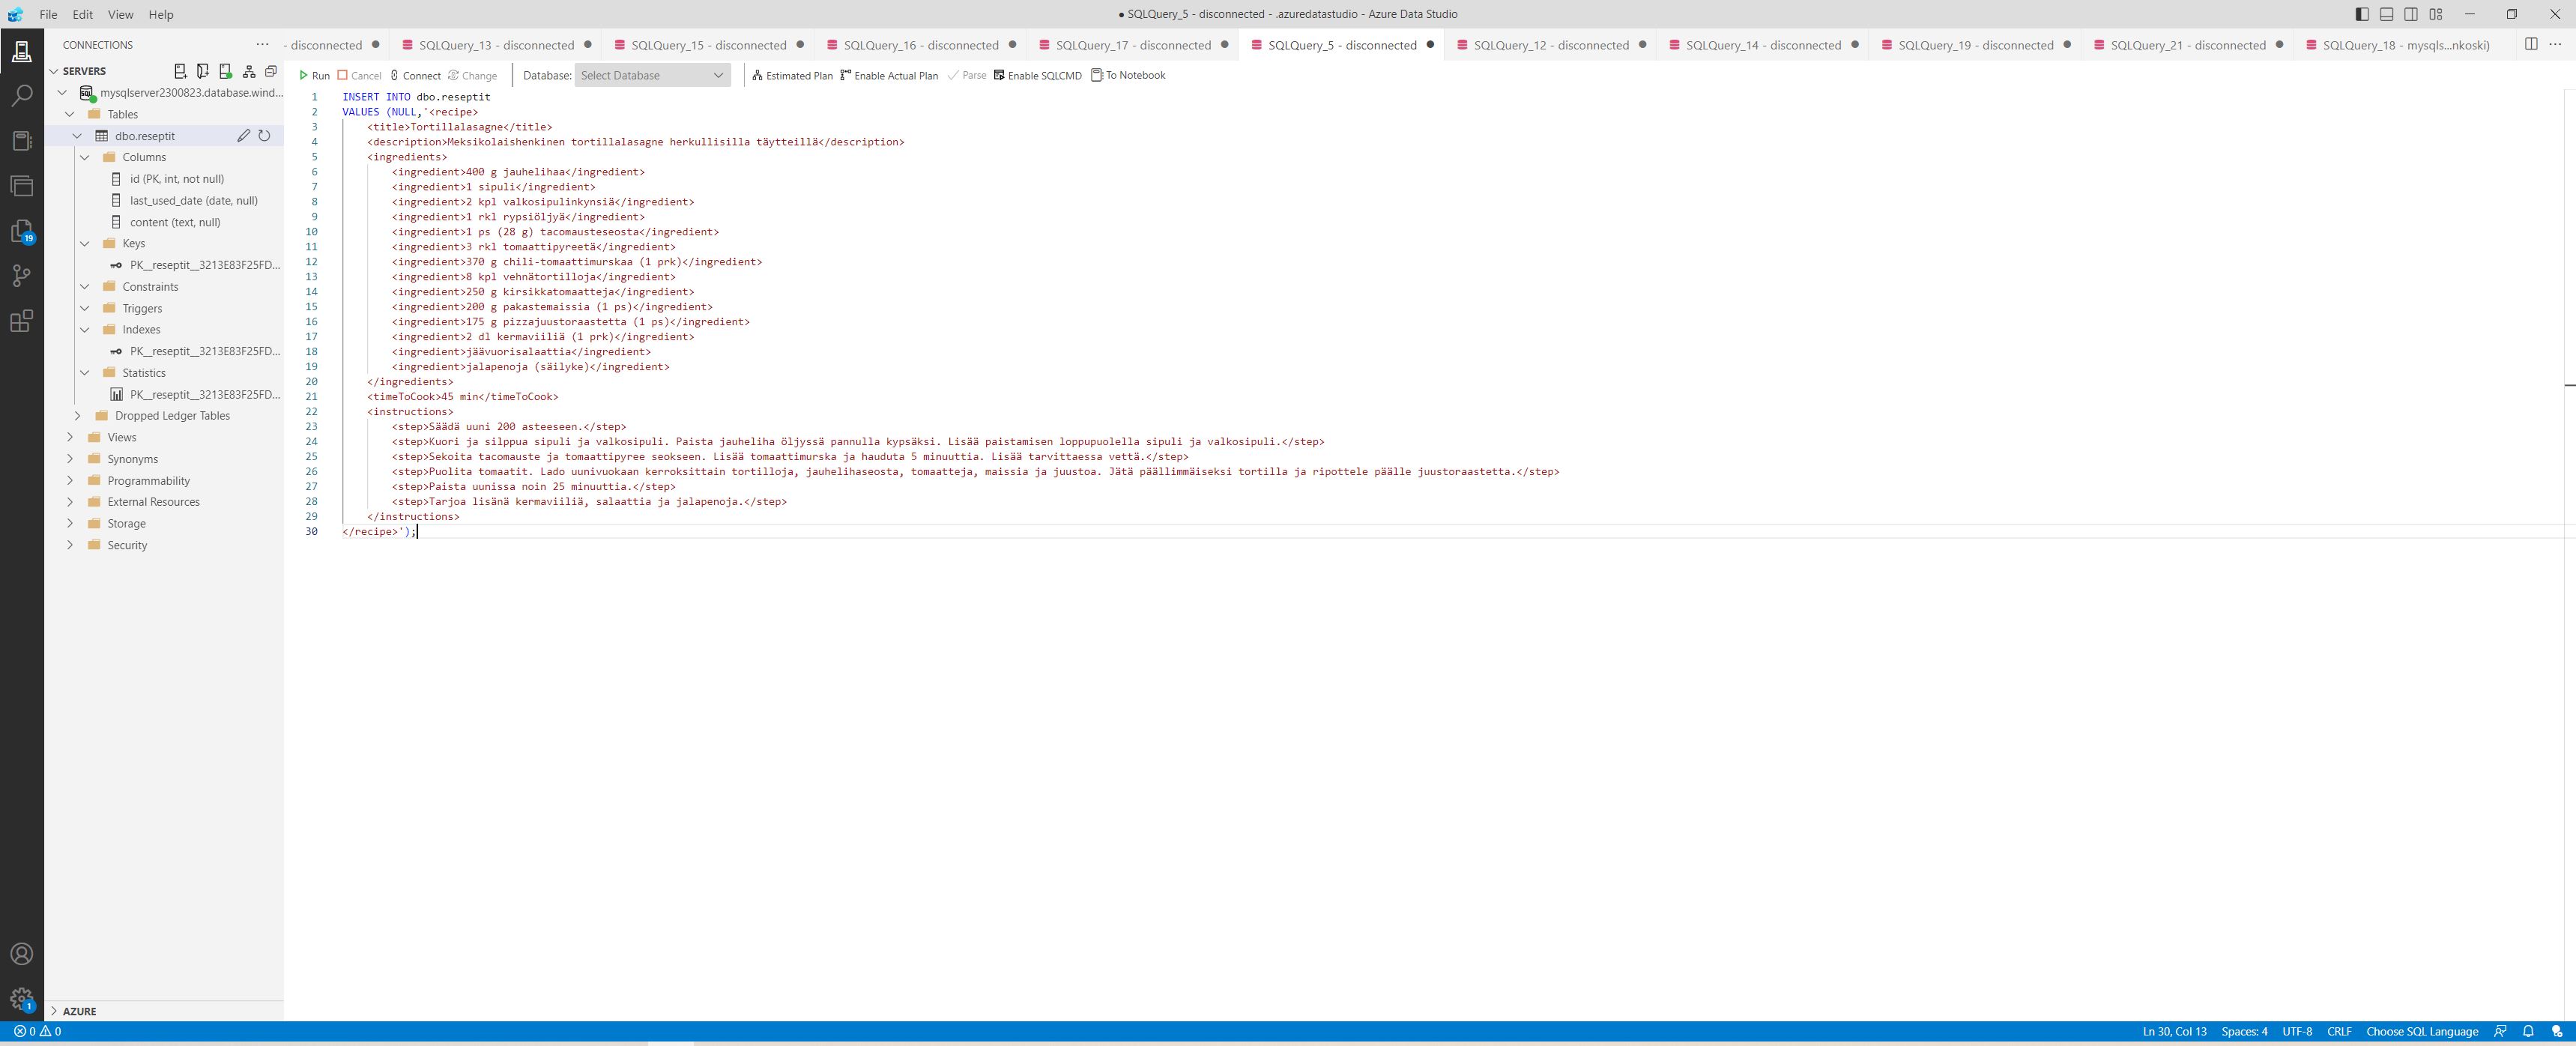 File Edit View Help
● SQLQuery_5 - disconnected - .azuredatastudio - Azure Data Studio
CONNECTIONS
- disconnected
SQLQuery_13 - disconnected
SQLQuery_15 - disconnected
SQLQuery_16 - disconnected
SQLQuery_17 - disconnected
SQLQuery_5 - disconnected
SQLQuery_12 - disconnected
SQLQuery_14 - disconnected
SQLQuery_19 - disconnected
SQLQuery_21 - disconnected
SQLQuery_18 - mysqls...nkoski)
SERVERS
mysqlserver2300823.database.wind...
Tables
dbo.reseptit
Columns
id (PK, int, not null)
last_used_date (date, null)
content (text, null)
Keys
PK__reseptit__3213E83F25FD...
Constraints
Triggers
Indexes
PK__reseptit__3213E83F25FD...
Statistics
PK__reseptit__3213E83F25FD...
Dropped Ledger Tables
Views
Synonyms
Programmability
External Resources
Storage
Security
AZURE
19
1
Run Cancel Connect Change Database: Select Database Estimated Plan Enable Actual Plan Parse Enable SQLCMD To Notebook
1 INSERT INTO dbo.reseptit
2 VALUES (NULL,'<recipe>
3 <title>Tortillalasagne</title>
4 <description>Meksikolaishenkinen tortillalasagne herkullisilla täytteillä</description>
5 <ingredients>
6 <ingredient>400 g jauhelihaa</ingredient>
7 <ingredient>1 sipuli</ingredient>
8 <ingredient>2 kpl valkosipulinkynsiä</ingredient>
9 <ingredient>1 rkl rypsiöljyä</ingredient>
10 <ingredient>1 ps (28 g) tacomausteseosta</ingredient>
11 <ingredient>3 rkl tomaattipyreetä</ingredient>
12 <ingredient>370 g chili-tomaattimurskaa (1 prk)</ingredient>
13 <ingredient>8 kpl vehnätortilloja</ingredient>
14 <ingredient>250 g kirsikkatomaatteja</ingredient>
15 <ingredient>200 g pakastemaissia (1 ps)</ingredient>
16 <ingredient>175 g pizzajuustoraastetta (1 ps)</ingredient>
17 <ingredient>2 dl kermaviiliä (1 prk)</ingredient>
18 <ingredient>jäävuorisalaattia</ingredient>
19 <ingredient>jalapenoja (säilyke)</ingredient>
20 </ingredients>
21 <timeToCook>45 min</timeToCook>
22 <instructions>
23 <step>Säädä uuni 200 asteeseen.</step>
24 <step>Kuori ja silppua sipuli ja valkosipuli. Paista jauheliha öljyssä pannulla kypsäksi. Lisää paistamisen loppupuolella sipuli ja valkosipuli.</step>
25 <step>Sekoita tacomauste ja tomaattipyree seokseen. Lisää tomaattimurska ja hauduta 5 minuuttia. Lisää tarvittaessa vettä.</step>
26 <step>Puolita tomaatit. Lado uunivuokaan kerroksittain tortilloja, jauhelihaseosta, tomaatteja, maissia ja juustoa. Jätä päällimmäiseksi tortilla ja ripottele päälle juustoraastetta.</step>
27 <step>Paista uunissa noin 25 minuuttia.</step>
28 <step>Tarjoa lisänä kermaviiliä, salaattia ja jalapenoja.</step>
29 </instructions>
30 </recipe>');
0 0
Ln 30, Col 13 Spaces: 4 UTF-8 CRLF Choose SQL Language